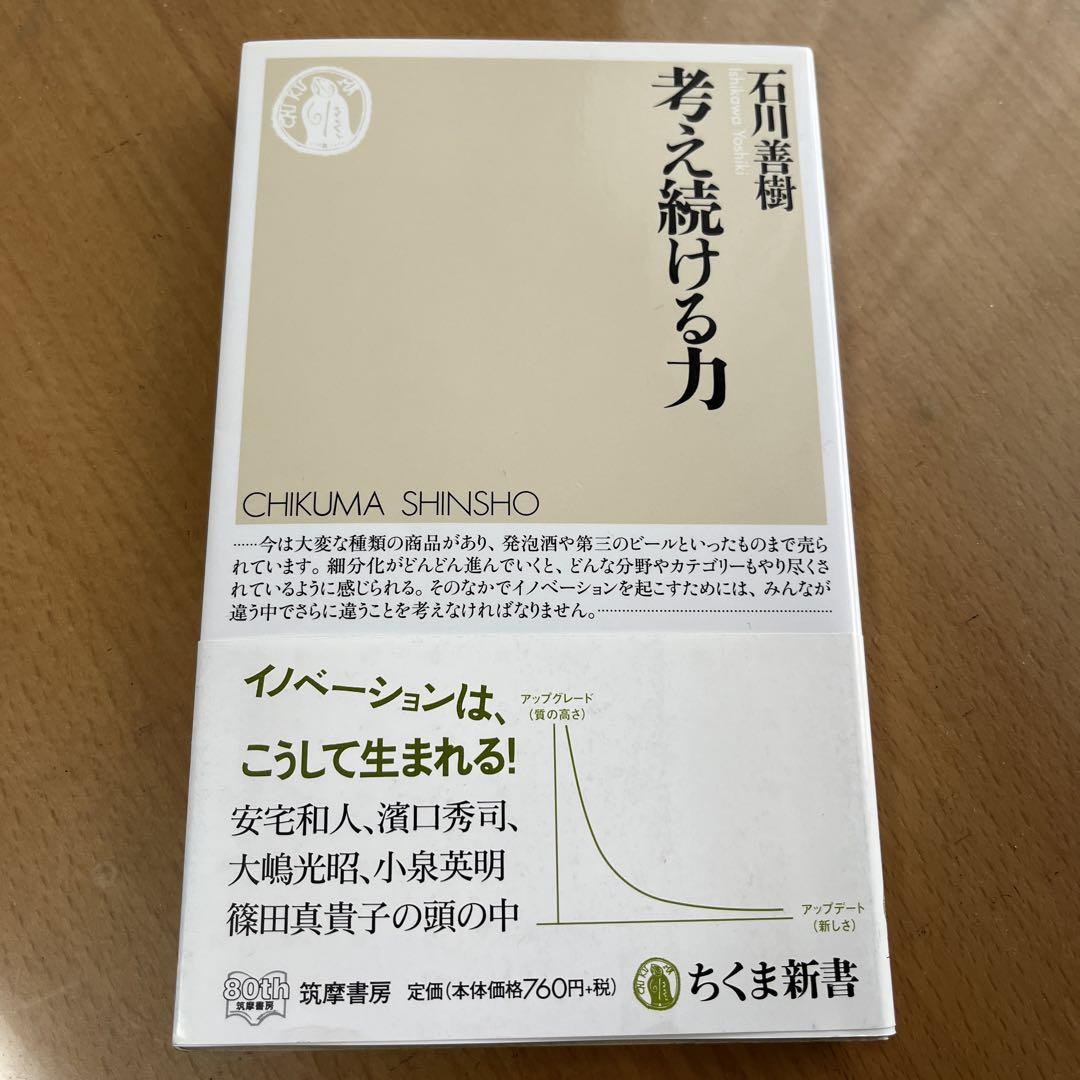 石川善樹
Ishikawa Yoshiki
考え続ける力
CHI KU MA
CHIKUMA SHINSHO
……今は大変な種類の商品があり、発泡酒や第三のビールといったものまで売ら
れています。細分化がどんどん進んでいくと、どんな分野やカテゴリーもやり尽くさ
れているように感じられる。そのなかでイノベーションを起こすためには、みんなが
違う中でさらに違うことを考えなければなりません。……………………………………
イノベーションは、
こうして生まれる!
安宅和人、濱口秀司、
大嶋光昭、小泉英明
篠田真貴子の頭の中
アップグレード
(質の高さ)
アップデート
(新しさ)
80th
筑摩書房
筑摩書房
定価(本体価格760円+税)
CHI KU MA
ちくま新書